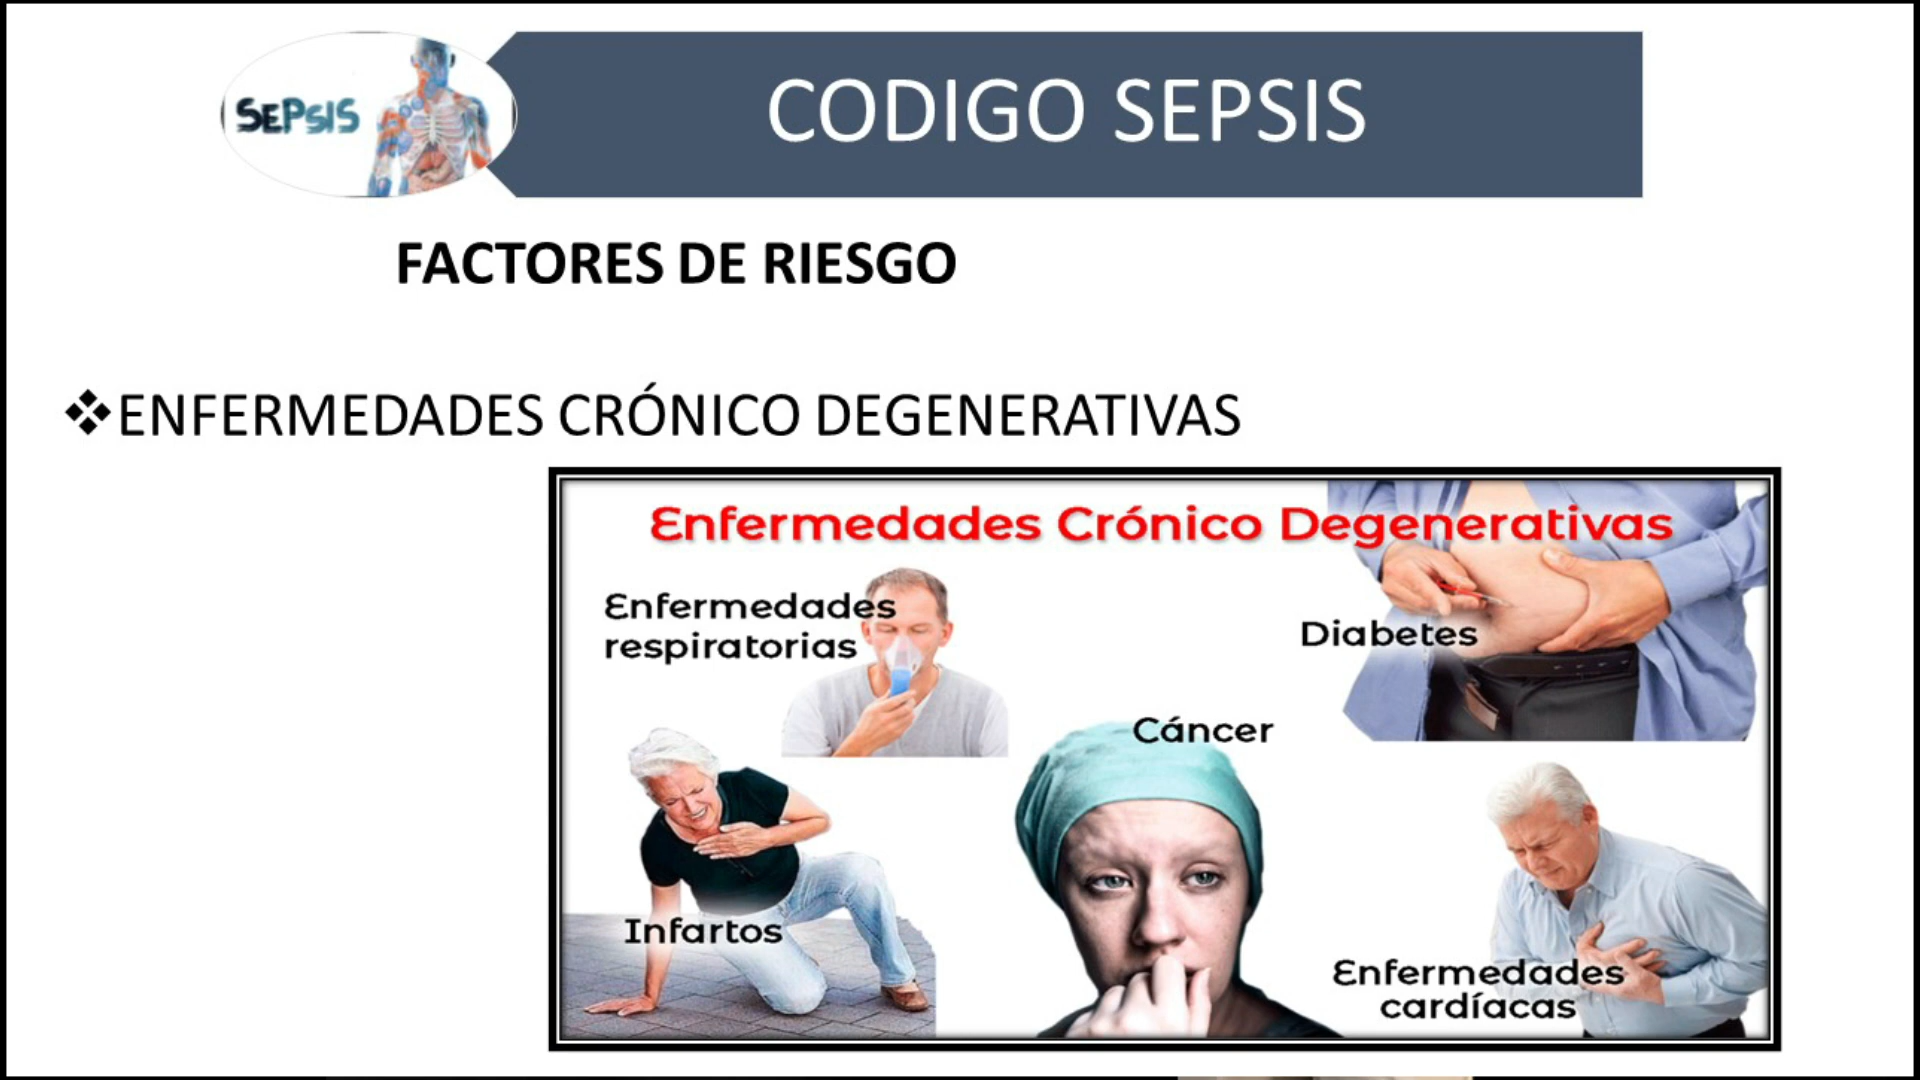 SEPSIS
CODIGO SEPSIS
FACTORES DE RIESGO
❖ENFERMEDADES CRÓNICO DEGENERATIVAS
Enfermedades Crónico Degenerativas
Enfermedades
respiratorias
Diabetes
Cáncer
Infartos
Enfermedades
cardíacas